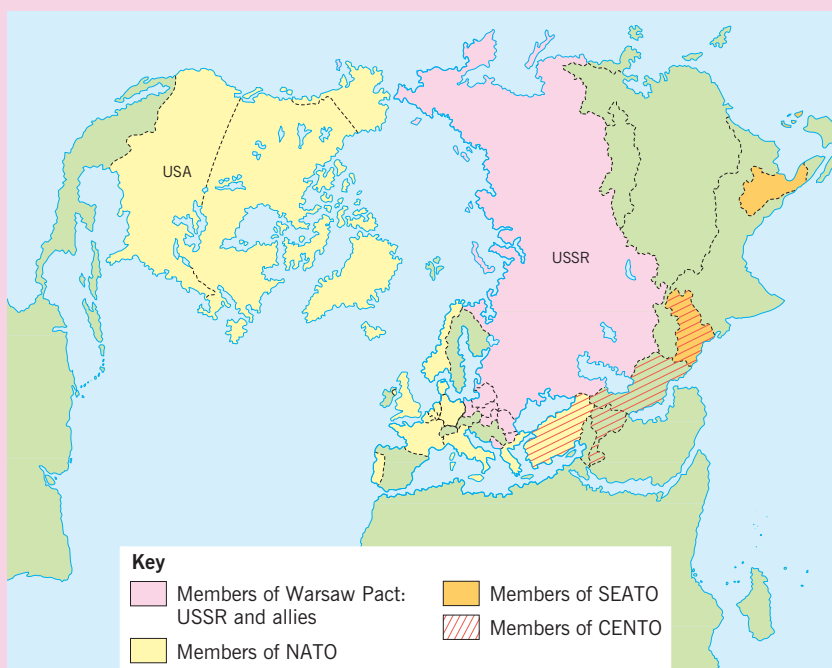 USA
USSR
Key
Members of Warsaw Pact:
USSR and allies
Members of NATO
Members of SEATO
Members of CENTO